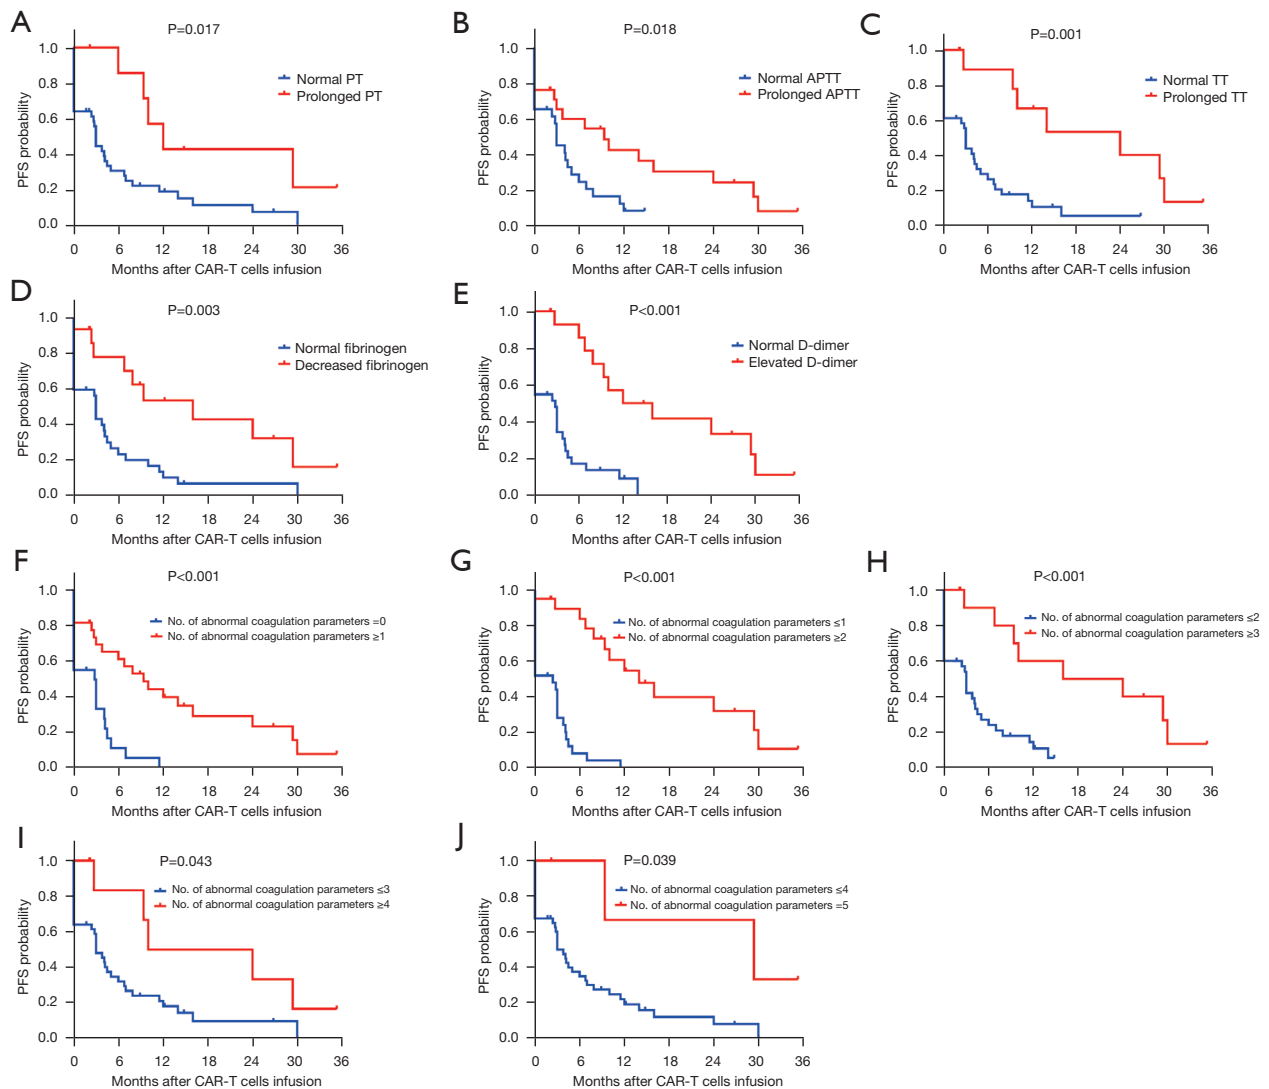 A
P=0.017
PFS probability
1.0
0.8
0.6
0.4
0.2
0.0
Normal PT
Prolonged PT
0 6 12 18 24 30 36
Months after CAR-T cells infusion
B
P=0.018
PFS probability
1.0
0.8
0.6
0.4
0.2
0.0
Normal APTT
Prolonged APTT
0 6 12 18 24 30 36
Months after CAR-T cells infusion
C
P=0.001
PFS probability
1.0
0.8
0.6
0.4
0.2
0.0
Normal TT
Prolonged TT
0 6 12 18 24 30 36
Months after CAR-T cells infusion
D
P=0.003
PFS probability
1.0
0.8
0.6
0.4
0.2
0.0
Normal fibrinogen
Decreased fibrinogen
0 6 12 18 24 30 36
Months after CAR-T cells infusion
E
P<0.001
PFS probability
1.0
0.8
0.6
0.4
0.2
0.0
Normal D-dimer
Elevated D-dimer
0 6 12 18 24 30 36
Months after CAR-T cells infusion
F
P<0.001
PFS probability
1.0
0.8
0.6
0.4
0.2
0.0
No. of abnormal coagulation parameters =0
No. of abnormal coagulation parameters ≥1
0 6 12 18 24 30 36
Months after CAR-T cells infusion
G
P<0.001
PFS probability
1.0
0.8
0.6
0.4
0.2
0.0
No. of abnormal coagulation parameters ≤1
No. of abnormal coagulation parameters ≥2
0 6 12 18 24 30 36
Months after CAR-T cells infusion
H
P<0.001
PFS probability
1.0
0.8
0.6
0.4
0.2
0.0
No. of abnormal coagulation parameters ≤2
No. of abnormal coagulation parameters ≥3
0 6 12 18 24 30 36
Months after CAR-T cells infusion
I
P=0.043
PFS probability
1.0
0.8
0.6
0.4
0.2
0.0
No. of abnormal coagulation parameters ≤3
No. of abnormal coagulation parameters ≥4
0 6 12 18 24 30 36
Months after CAR-T cells infusion
J
P=0.039
PFS probability
1.0
0.8
0.6
0.4
0.2
0.0
No. of abnormal coagulation parameters ≤4
No. of abnormal coagulation parameters =5
0 6 12 18 24 30 36
Months after CAR-T cells infusion